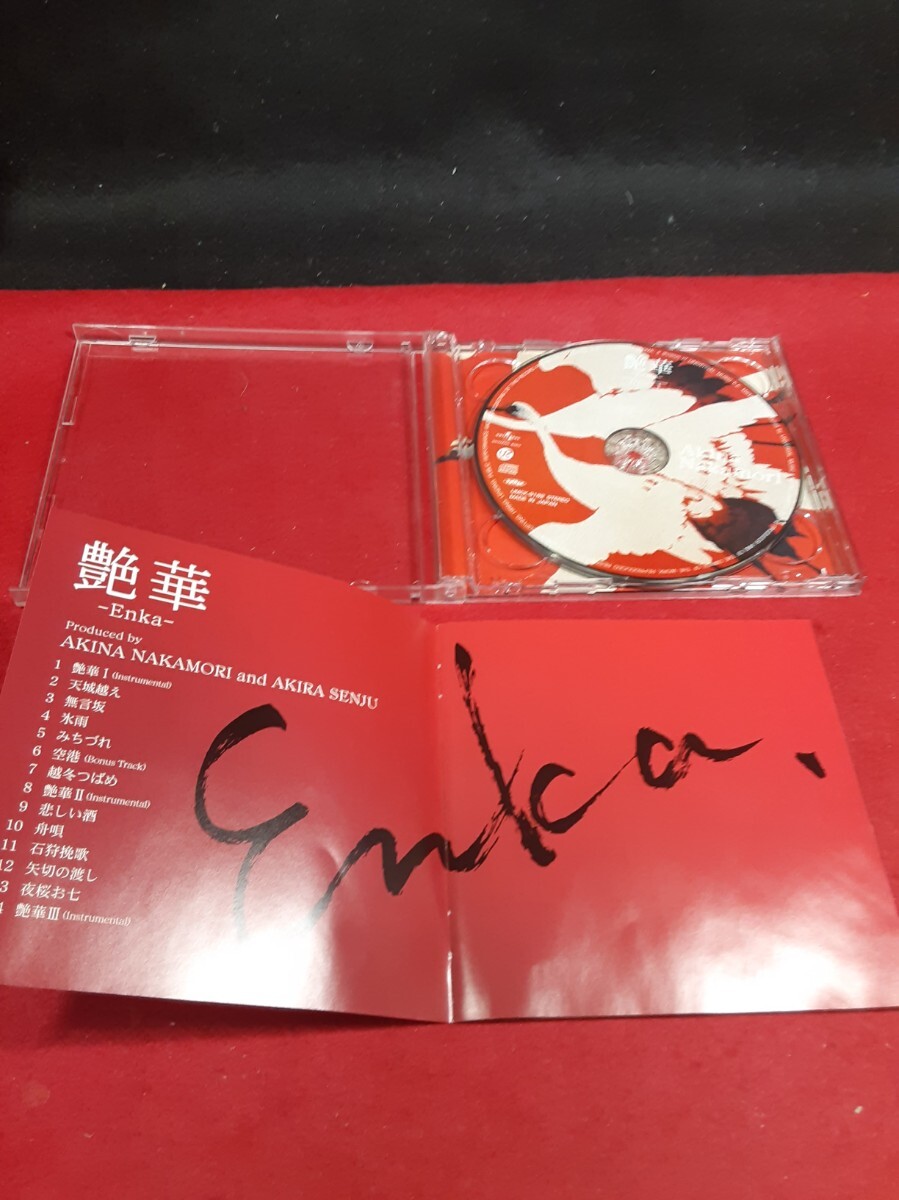 艶華
艶華
-Enka-
Produced by
AKINA NAKAMORI and AKIRA SENJU
1 艶華Ⅰ (Instrumental)
2 天城越え
3 無言坂
4 氷雨
5 みちづれ
6 空港 (Bonus Track)
7 越冬つばめ
8 艶華Ⅱ (Instrumental)
9 悲しい酒
10 舟唄
11 石狩挽歌
12 矢切の渡し
3 夜桜お七
4 艶華Ⅲ (Instrumental)
Enka.
MADE IN JAPAN